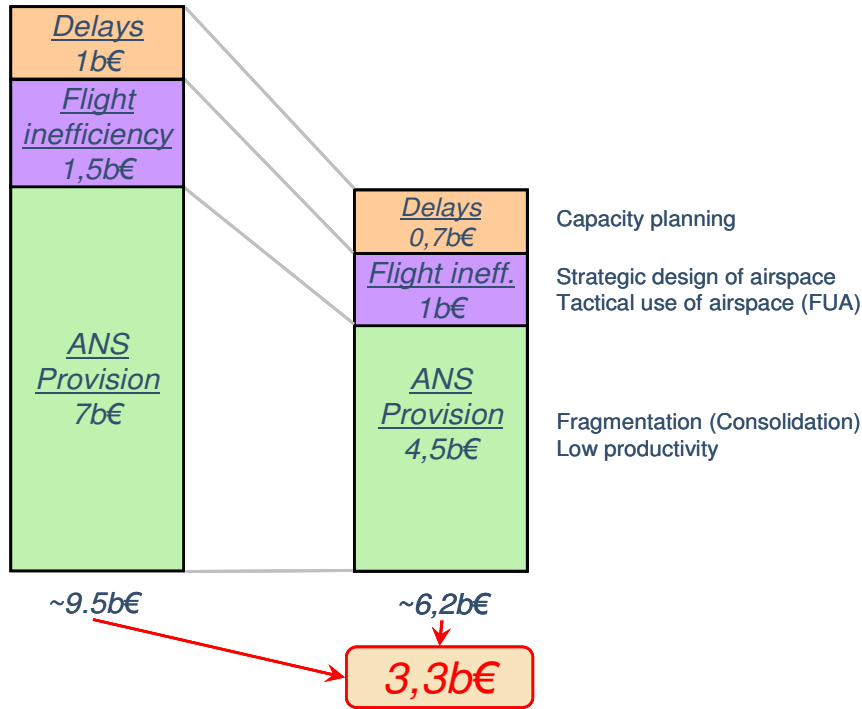 Delays
1b€
Flight
inefficiency
1,5b€
ANS
Provision
7b€
~9.5b€
Delays
0,7b€
Flight ineff.
1b€
ANS
Provision
4,5b€
~6,2b€
Capacity planning
Strategic design of airspace
Tactical use of airspace (FUA)
Fragmentation (Consolidation)
Low productivity
3,3b€